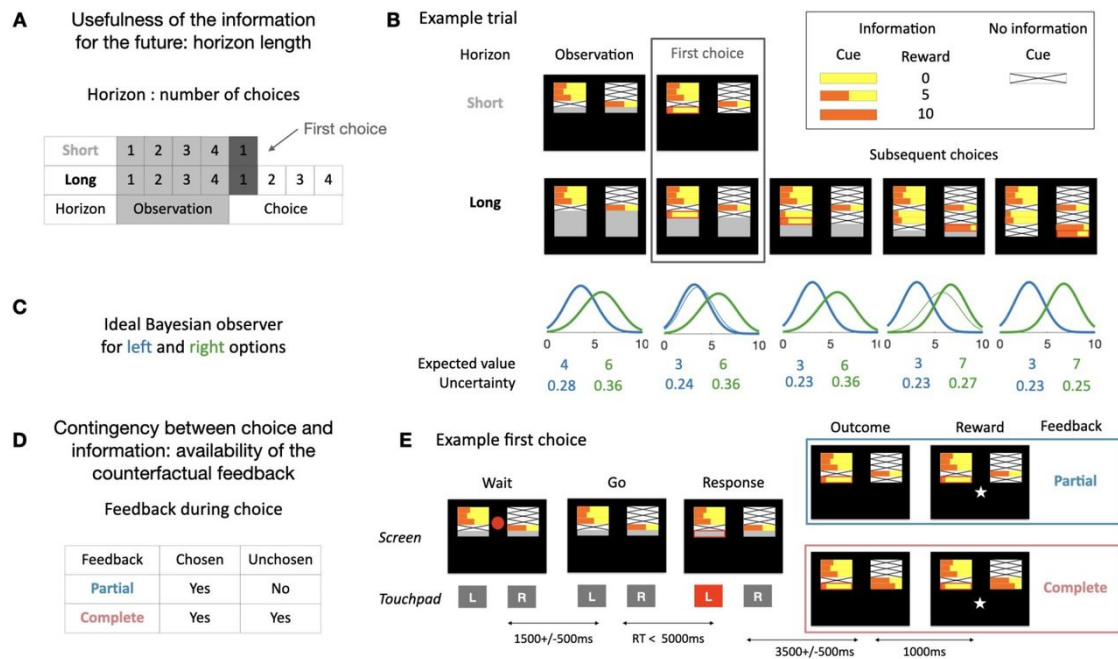 A
Usefulness of the information
for the future: horizon length
Horizon : number of choices
First choice
Short 1 2 3 4 1
Long 1 2 3 4 1 2 3 4
Horizon Observation Choice
B Example trial
Horizon Observation First choice
Short
Long
Subsequent choices
Information No information
Cue Reward Cue
0
5
10
C
Ideal Bayesian observer
for left and right options
0 5 10 0 5 10 0 5 10 0 5 10 0 5 10
Expected value 4 6 3 6 3 6 3 7 3 7
Uncertainty 0.28 0.36 0.24 0.36 0.23 0.36 0.23 0.27 0.23 0.25
D
Contingency between choice and
information: availability of the
counterfactual feedback
Feedback during choice
Feedback Chosen Unchosen
Partial Yes No
Complete Yes Yes
E Example first choice
Wait Go Response
Outcome Reward Feedback
Partial
Complete
Screen
Touchpad L R L R L R
1500+/-500ms RT < 5000ms
3500+/-500ms 1000ms